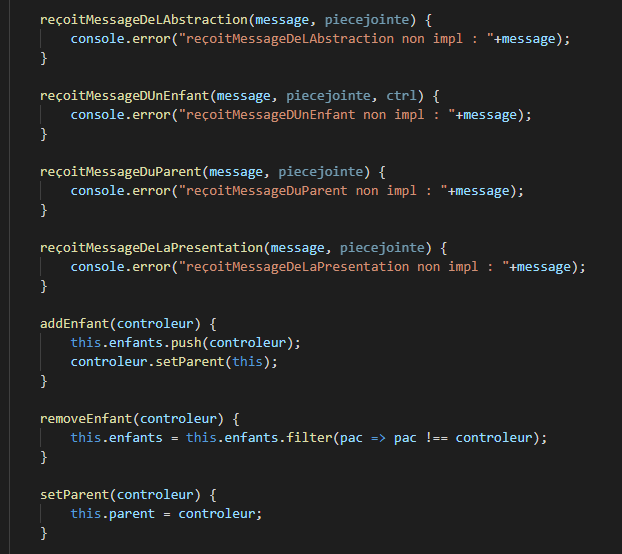 reçoitMessageDeLAbstraction(message, piecejointe) {
console.error("reçoitMessageDeLAbstraction non impl : "+message);
}
reçoitMessageDUnEnfant(message, piecejointe, ctrl) {
console.error("reçoitMessageDUnEnfant non impl : "+message);
}
reçoitMessageDuParent(message, piecejointe) {
console.error("reçoitMessageDuParent non impl : "+message);
}
reçoitMessageDeLaPresentation(message, piecejointe) {
console.error("reçoitMessageDeLaPresentation non impl : "+message);
}
addEnfant(controleur) {
this.enfants.push(controleur);
controleur.setParent(this);
}
removeEnfant(controleur) {
this.enfants = this.enfants.filter(pac => pac !== controleur);
}
setParent(controleur) {
this.parent = controleur;
}